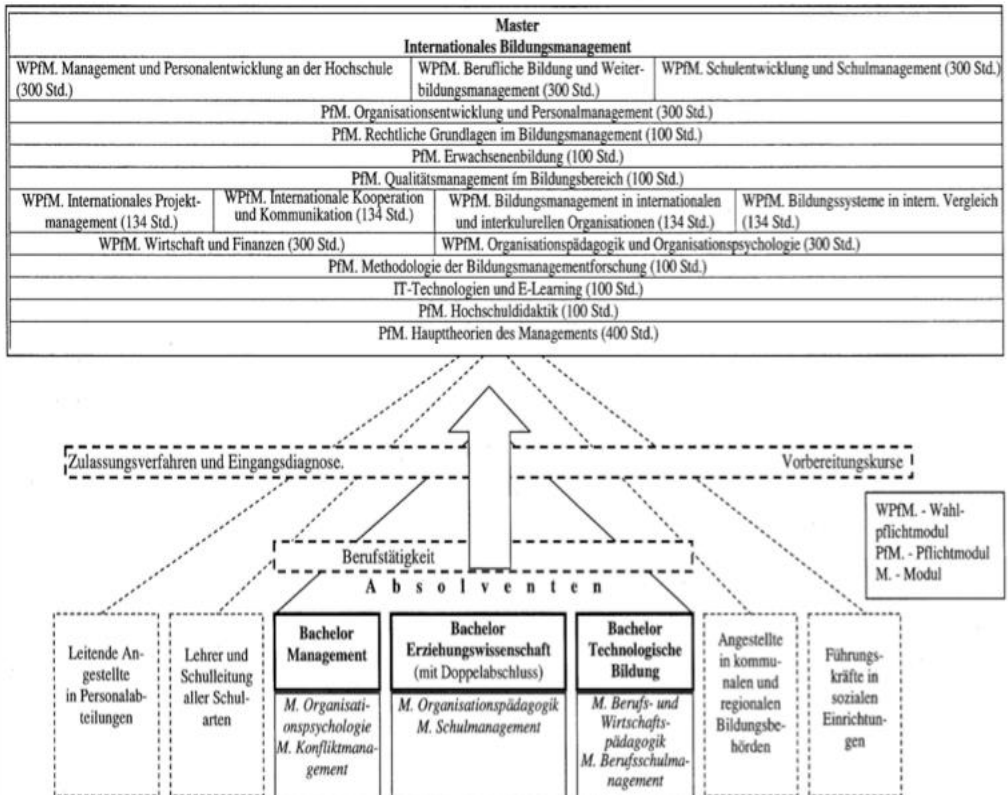 Master
Internationales Bildungsmanagement
WPfM. Management und Personalentwicklung an der Hochschule
(300 Std.)
WPfM. Berufliche Bildung und Weiter-
bildungsmanagement (300 Std.)
WPfM. Schulentwicklung und Schulmanagement (300 Std.)
PfM. Organisationsentwicklung und Personalmanagement (300 Std.)
PfM. Rechtliche Grundlagen im Bildungsmanagement (100 Std.)
PfM. Erwachsenenbildung (100 Std.)
PfM. Qualitätsmanagement im Bildungsbereich (100 Std.)
WPfM. Internationales Projekt-
management (134 Std.)
WPfM. Internationale Kooperation
und Kommunikation (134 Std.)
WPfM. Bildungsmanagement in internationalen
und interkulurellen Organisationen (134 Std.)
WPfM. Bildungssysteme in intern. Vergleich
(134 Std.)
WPfM. Wirtschaft und Finanzen (300 Std.)
WPfM. Organisationspädagogik und Organisationspsychologie (300 Std.)
PfM. Methodologie der Bildungsmanagementforschung (100 Std.)
IT-Technologien und E-Learning (100 Std.)
PfM. Hochschuldidaktik (100 Std.)
PfM. Haupttheorien des Managements (400 Std.)
Zulassungsverfahren und Eingangsdiagnose.
Vorbereitungskurse
WPfM. - Wahl-
pflichtmodul
PfM. - Pflichtmodul
M. - Modul
Berufstätigkeit
Absolventen
Leitende An-
gestellte
in Personalab-
teilungen
Lehrer und
Schulleitung
aller Schul-
arten
Bachelor
Management
M. Organisati-
onspsychologie
M. Konfliktmana-
gement
Bachelor
Erziehungswissenschaft
(mit Doppelabschluss)
M. Organisationspädagogik
M. Schulmanagement
Bachelor
Technologische
Bildung
M. Berufs- und
Wirtschafts-
pädagogik
M. Berufsschulma-
nagement
Angestellte
in kommu-
nalen und
regionalen
Bildungsbe-
hörden
Führungs-
kräfte in
sozialen
Einrichtun-
gen